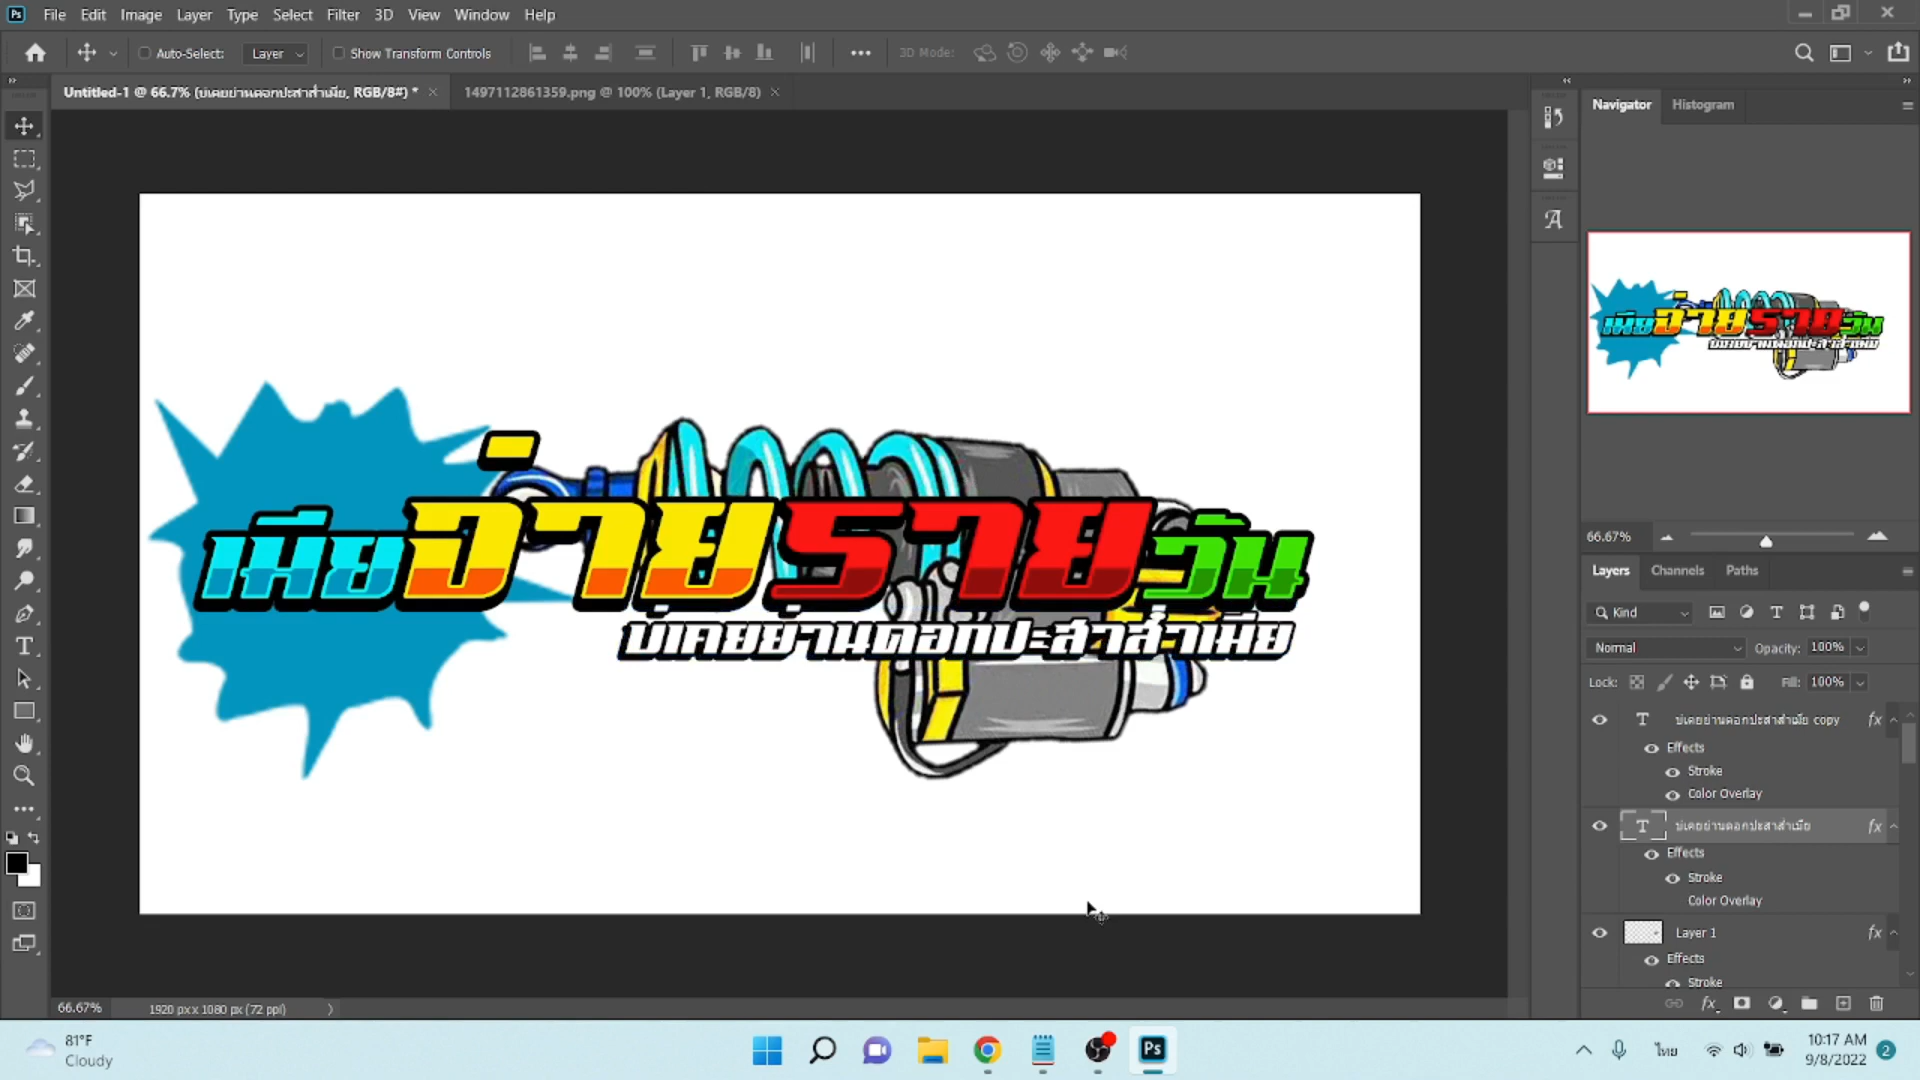 File Edit Image Layer Type Select Filter 3D View Window Help
Auto-Select: Layer Show Transform Controls 3D Mode:
Untitled-1 @ 66.7% (บ่เคยย่านดอกปะสาส่ำเมีย, RGB/8#) * 1497112861359.png @ 100% (Layer 1, RGB/8)
Navigator Histogram
เมียจ่ายรายวัน
บ่เคยย่านดอกปะสาส่ำเมีย
66.67%
Layers Channels Paths
Kind
Normal Opacity: 100%
Lock: Fill: 100%
บ่เคยย่านดอกปะสาส่ำเมีย copy fx
Effects
Stroke
Color Overlay
บ่เคยย่านดอกปะสาส่ำเมีย fx
Effects
Stroke
Color Overlay
Layer 1 fx
Effects
Stroke
66.67% 1920 px x 1080 px (72 ppi)
81°F
Cloudy
ไทย
10:17 AM
9/8/2022 2